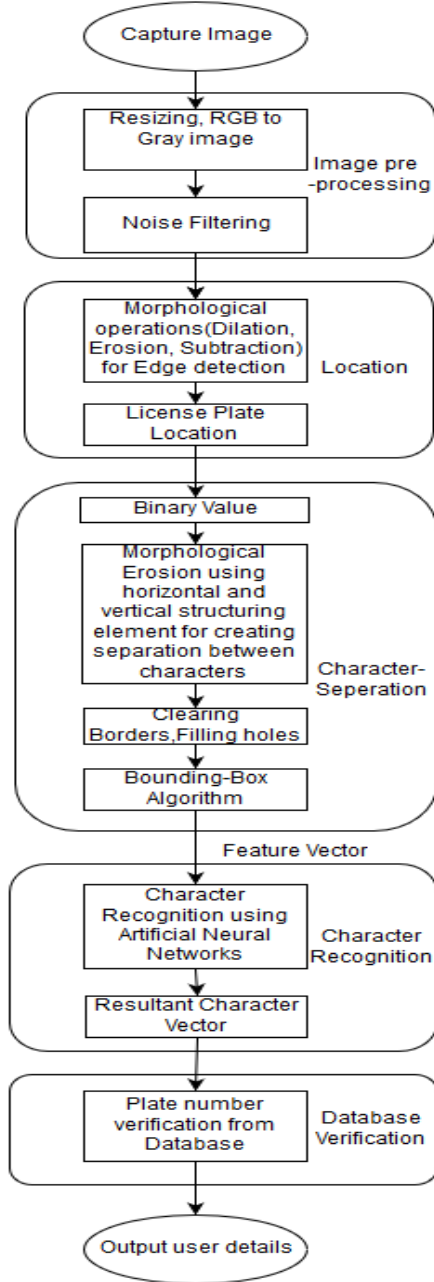 Capture Image
Resizing, RGB to
Gray image
Image pre
-processing
Noise Filtering
Morphological
operations(Dilation,
Erosion, Subtraction)
for Edge detection
Location
License Plate
Location
Binary Value
Morphological
Erosion using
horizontal and
vertical structuring
element for creating
separation between
characters
Character-
Seperation
Clearing
Borders,Filling holes
Bounding-Box
Algorithm
Feature Vector
Character
Recognition using
Artificial Neural
Networks
Character
Recognition
Resultant Character
Vector
Plate number
verification from
Database
Database
Verification
Output user details